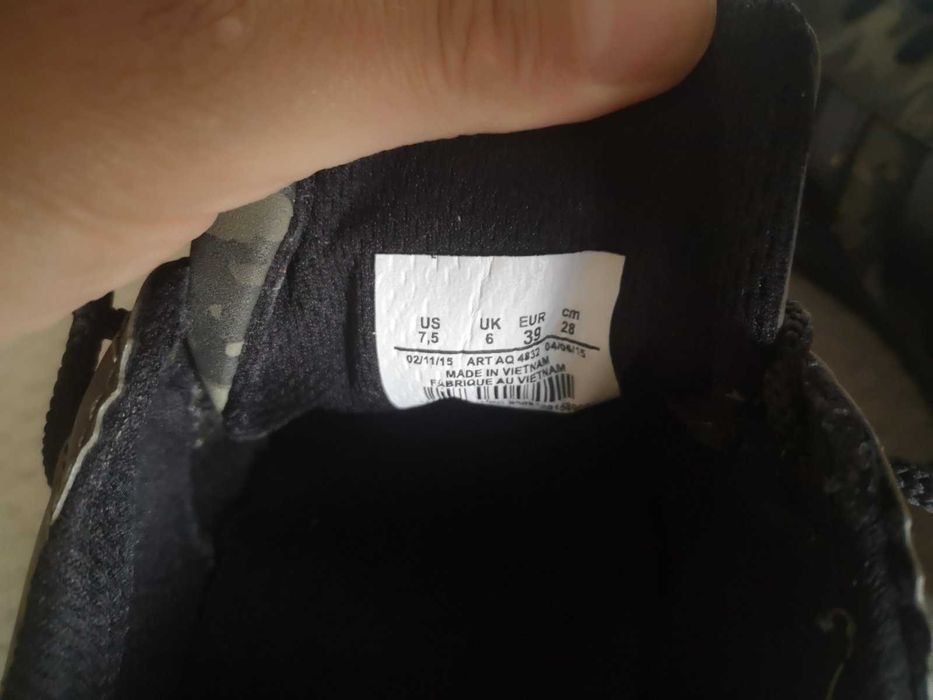 US UK EUR cm
7,5 6 39 28
02/11/15 ART AQ 4832 04/06/15
MADE IN VIETNAM
FABRIQUE AU VIETNAM